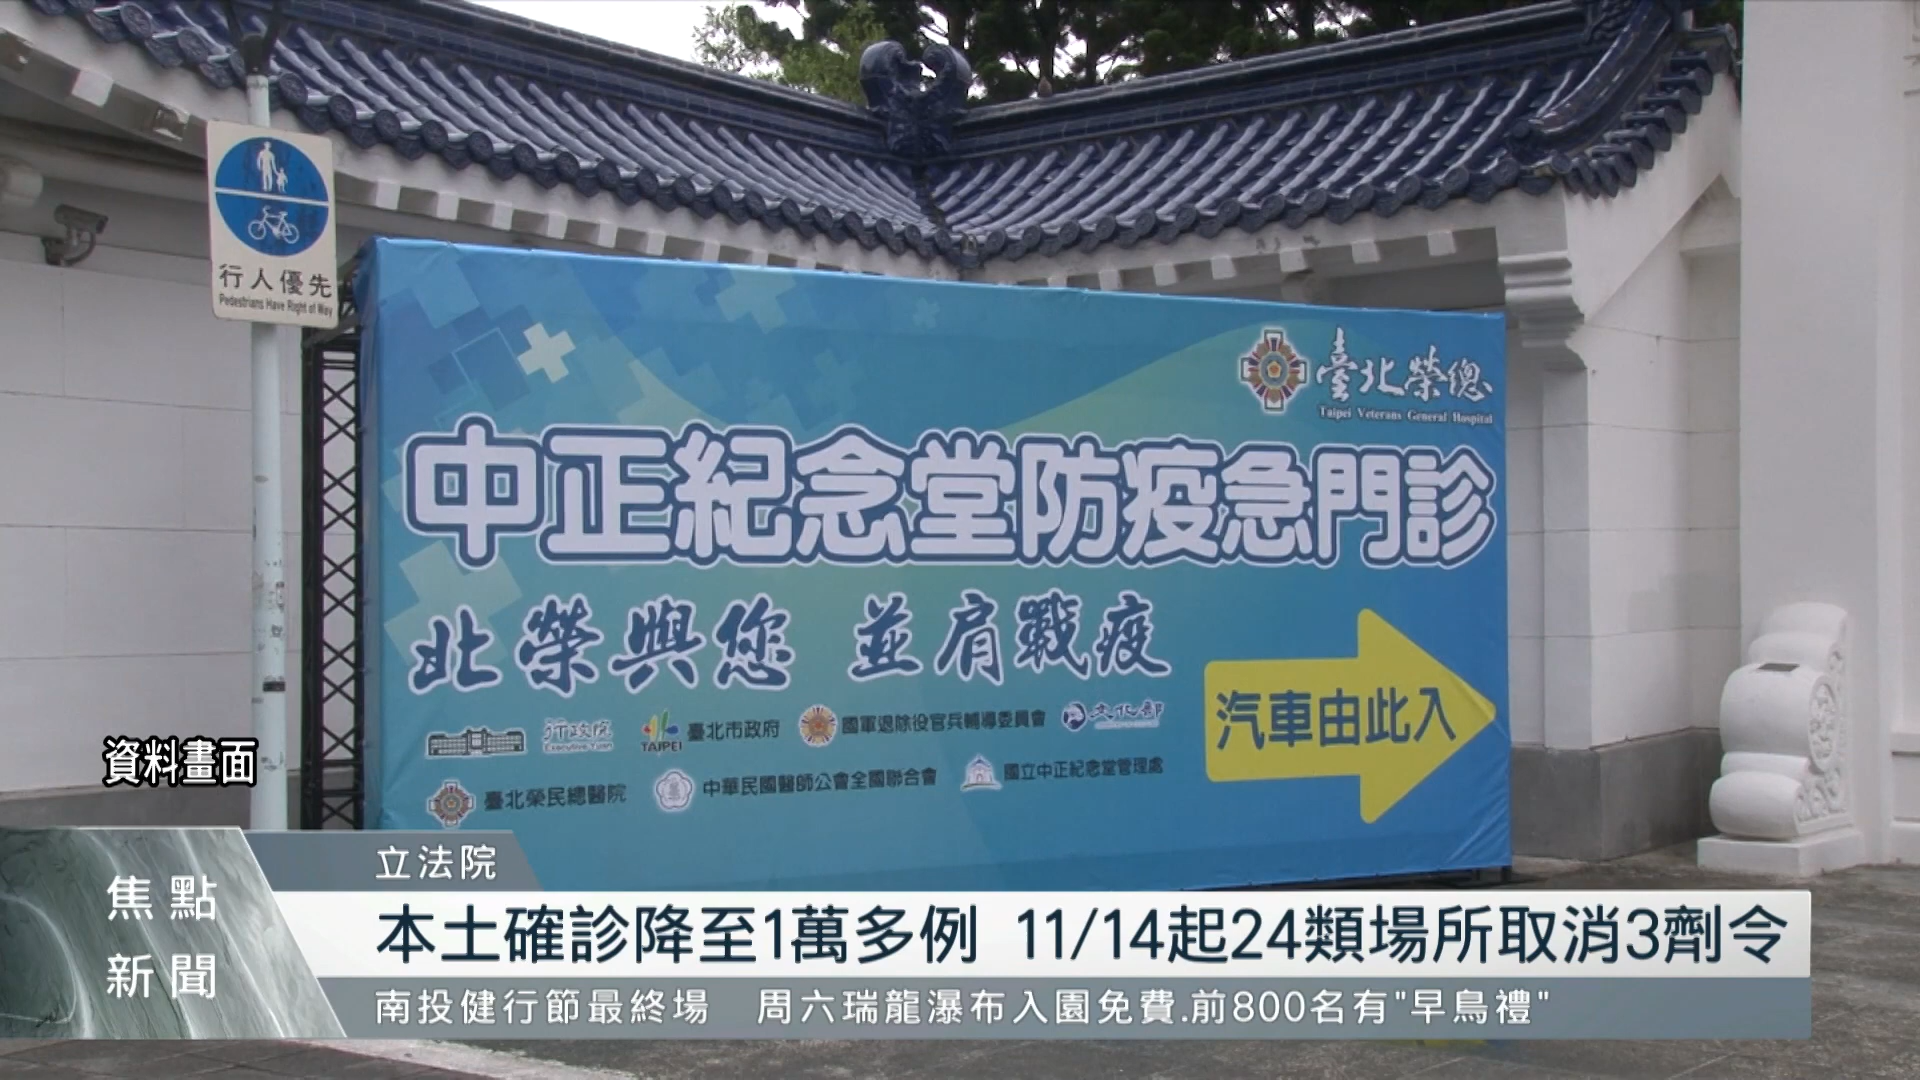 行人優先
Pedestrians Have Right of Way
臺北榮總
Taipei Veterans General Hospital
中正紀念堂防疫急門診
北榮與您 並肩戰疫
汽車由此入
行政院
Executive Yuan
TAIPEI 臺北市政府
國軍退除役官兵輔導委員會
文化部
臺北榮民總醫院
中華民國醫師公會全國聯合會
國立中正紀念堂管理處
資料畫面
焦點
新聞
立法院
本土確診降至1萬多例 11/14起24類場所取消3劑令
南投健行節最終場 周六瑞龍瀑布入園免費.前800名有"早鳥禮"